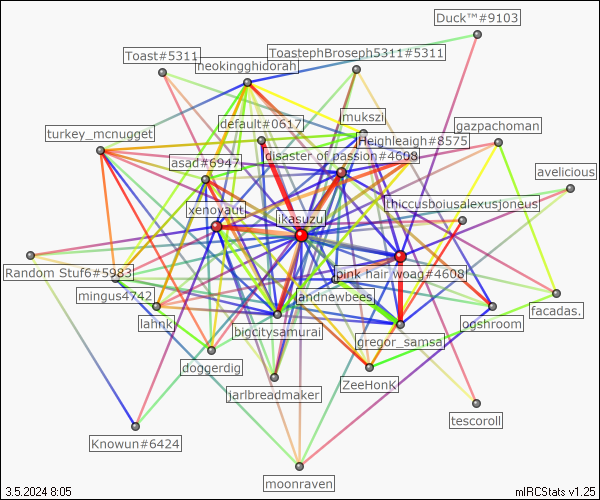 Duck™#9103
Toast#5311
ToastephBroseph5311#5311
neokingghidorah
default#0617
mukszi
turkey_mcnugget
gazpachoman
Heighleaigh#8575
asad#6947
disaster of passion#4608
avelicious
xenoyaut
ikasuzu
thiccusboiusalexusjoneus
Random Stuf6#5983
pink hair woag#4608
mingus4742
landnewbees
lahnk
bigcitysamurai
ogshroom
facadas.
gregor_samsa
doggerdig
jarlbreadmaker
ZeeHonk
tescoroll
Knowun#6424
moonraven
3.5.2024 8:05
mIRCStats v1.25